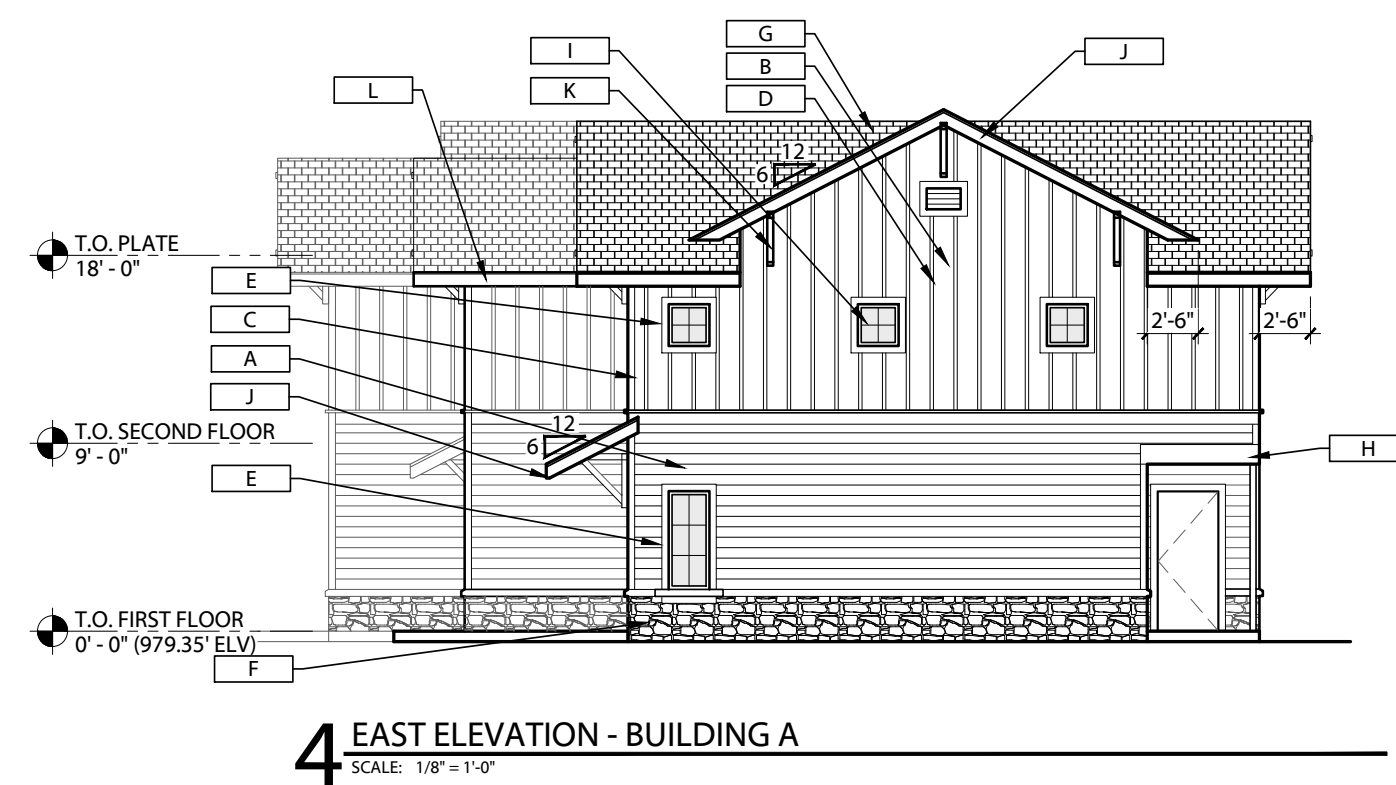 G
I
J
B
L
K
D
12
6
T.O. PLATE
18' - 0"
E
C
2'-6"
2'-6"
A
J
12
T.O. SECOND FLOOR
6
9' - 0"
H
E
T.O. FIRST FLOOR
0' - 0" (979.35' ELV)
F
4
EAST ELEVATION - BUILDING A
SCALE: 1/8" = 1'-0"